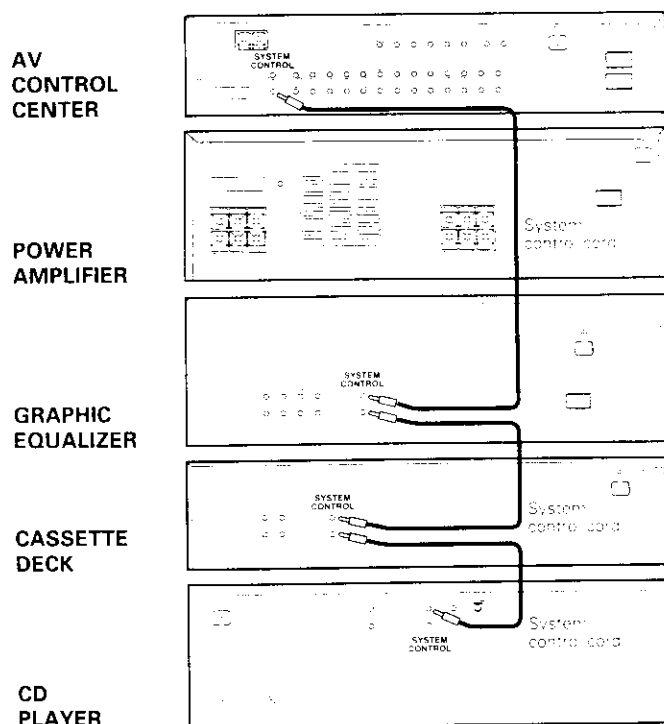 AV
CONTROL
CENTER
SYSTEM
CONTROL
POWER
AMPLIFIER
System
control cord
GRAPHIC
EQUALIZER
SYSTEM
CONTROL
CASSETTE
DECK
SYSTEM
CONTROL
System
control cord
CD
PLAYER
SYSTEM
CONTROL
System
control cord